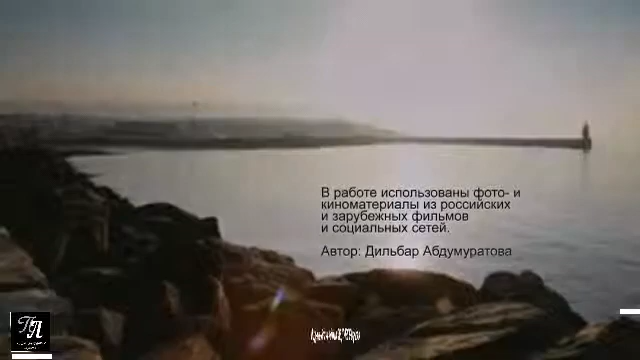 В работе использованы фото- и
киноматериалы из российских
и зарубежных фильмов
и социальных сетей.
Автор: Дильбар Абдумуратова